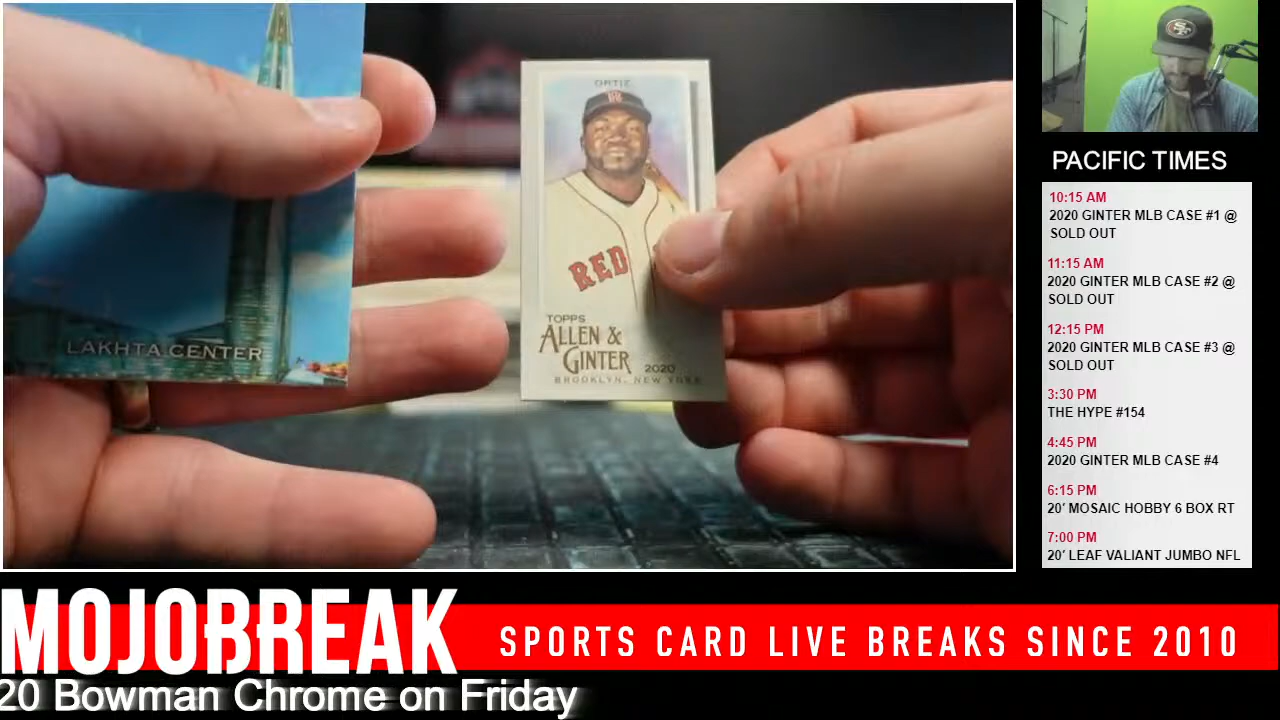 ORTIZ
RED
TOPPS
ALLEN &
GINTER
2020
BROOKLYN, NEW YORK
LAKHTA CENTER
SF
PACIFIC TIMES
10:15 AM
2020 GINTER MLB CASE #1 @
SOLD OUT
11:15 AM
2020 GINTER MLB CASE #2 @
SOLD OUT
12:15 PM
2020 GINTER MLB CASE #3 @
SOLD OUT
3:30 PM
THE HYPE #154
4:45 PM
2020 GINTER MLB CASE #4
6:15 PM
20' MOSAIC HOBBY 6 BOX RT
7:00 PM
20' LEAF VALIANT JUMBO NFL
MOJOBREAK
SPORTS CARD LIVE BREAKS SINCE 2010
20 Bowman Chrome on Friday